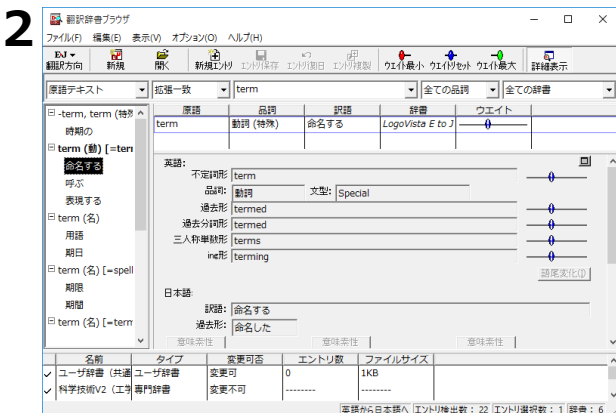 2
翻訳辞書ブラウザ
ファイル(F) 編集(E) 表示(V) オプション(O) ヘルプ(H)
EJ 翻訳方向 新規 開く 新規エントリ エントリ保存 エントリ復旧 エントリ複製 ウエイト最小 ウエイトリセット ウエイト最大 詳細表示
原語テキスト 拡張一致 term 全ての品詞 全ての辞書
-term, term (特殊
時期の
term (動) [=terr
命名する
呼ぶ
表現する
term (名)
用語
期日
term (名) [=spell
期限
期間
term (名) [=term
原語 品詞 訳語 辞書 ウエイト
term 動詞 (特殊) 命名する LogoVista E to J
英語:
不定詞形 term
品詞: 動詞 文型: Special
過去形 termed
過去分詞形 termed
三人称単数形 terms
ing形 terming
語尾変化(I)
日本語:
訳語: 命名する
過去形: 命名した
意味素性 意味素性 意味素性
名前 タイプ 変更可否 エントリ数 ファイルサイズ
ユーザ辞書 (共通 ユーザ辞書 変更可 0 1KB
科学技術V2 (工学 専門辞書 変更不可 -------- --------
英語から日本語へ エントリ検出数 : 22 エントリ選択数 : 1 辞書 : 6